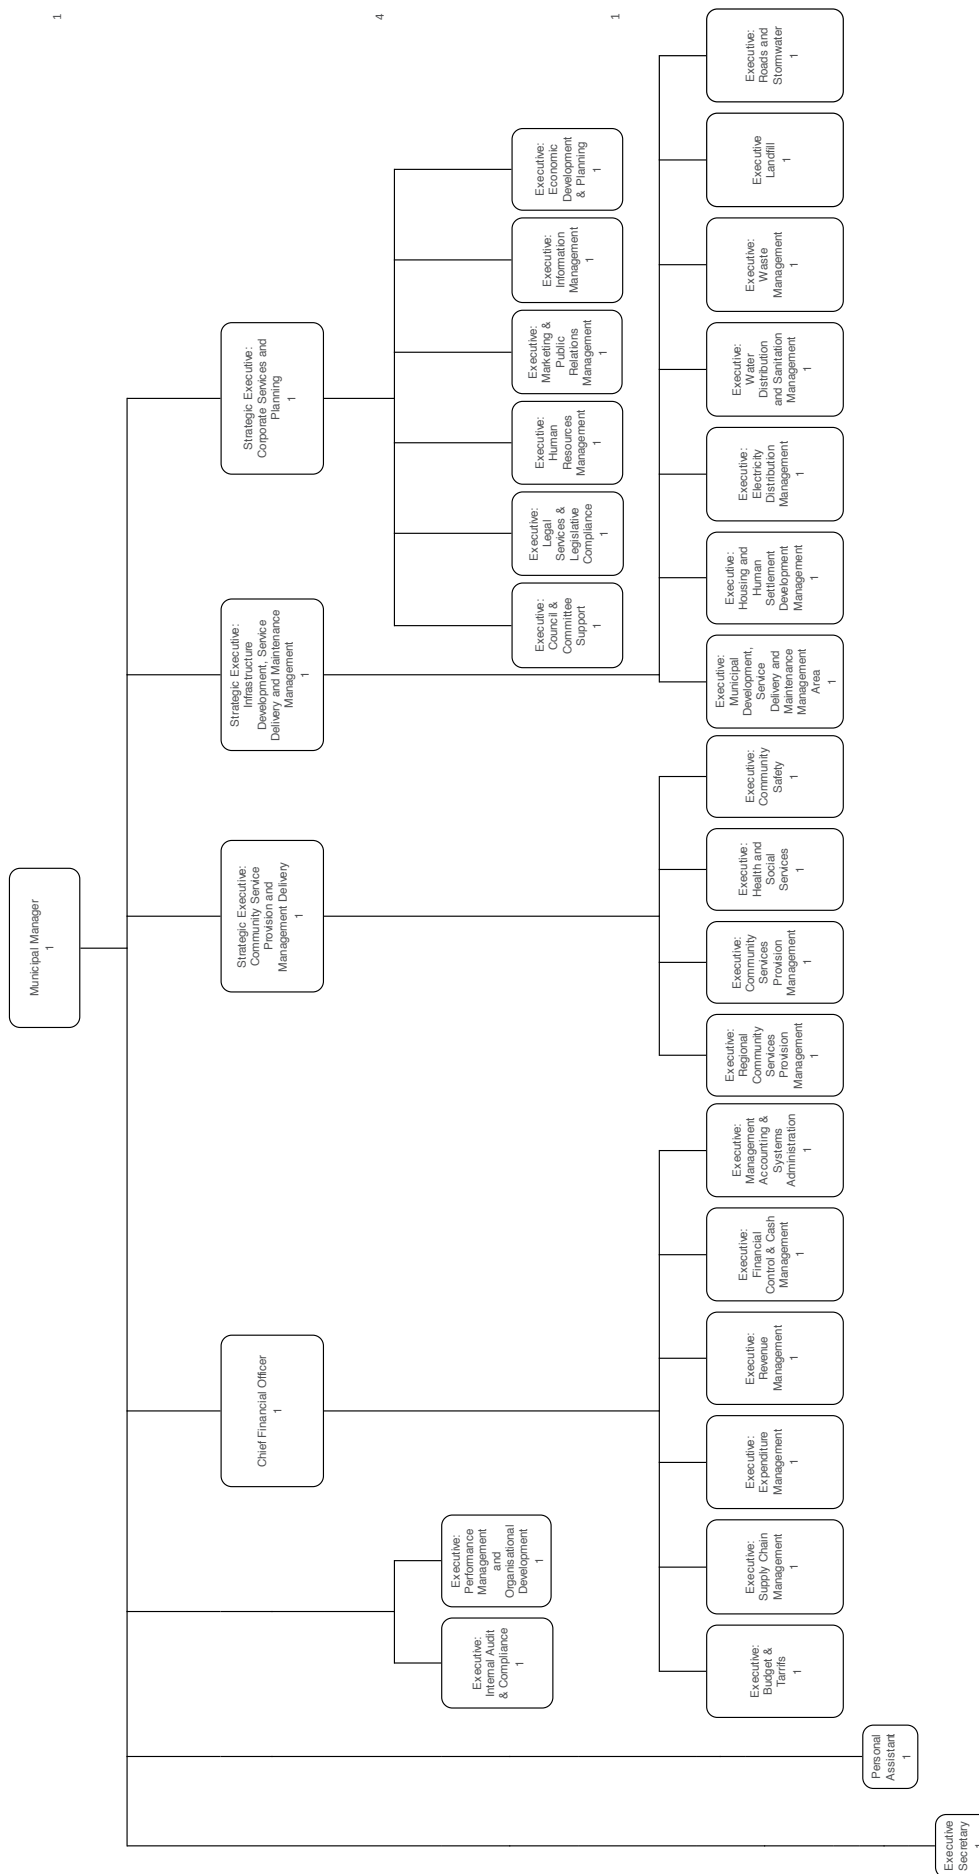 1
4
1
Municipal Manager
1
Executive
Secretary
1
Personal
Assistant
1
Executive:
Internal Audit
& Compliance
1
Executive:
Performance
Management
and
Organisational
Development
1
Chief Financial Officer
1
Strategic Executive:
Community Service
Provision and
Management Delivery
1
Strategic Executive:
Infrastructure
Development, Service
Delivery and Maintenance
Management
1
Strategic Executive:
Corporate Services and
Planning
1
Executive:
Council &
Committee
Support
1
Executive:
Legal
Services &
Legislative
Compliance
1
Executive:
Human
Resources
Management
1
Executive:
Marketing &
Public
Relations
Management
1
Executive:
Information
Management
1
Executive:
Economic
Development
& Planning
1
Executive:
Budget &
Tarrifs
1
Executive:
Supply Chain
Management
1
Executive:
Expenditure
Management
1
Executive:
Revenue
Management
1
Executive:
Financial
Control & Cash
Management
1
Executive:
Management
Accounting &
Systems
Administration
1
Executive:
Regional
Community
Services
Provision
Management
1
Executive:
Community
Services
Provision
Management
1
Executive:
Health and
Social
Services
1
Executive:
Community
Safety
1
Executive:
Municipal
Development,
Service
Delivery and
Maintenance
Management
Area
1
Executive:
Housing and
Human
Settlement
Development
Management
1
Executive:
Electricity
Distribution
Management
1
Executive:
Water
Distribution
and Sanitation
Management
1
Executive:
Waste
Management
1
Executive
Landfill
1
Executive:
Roads and
Stormwater
1